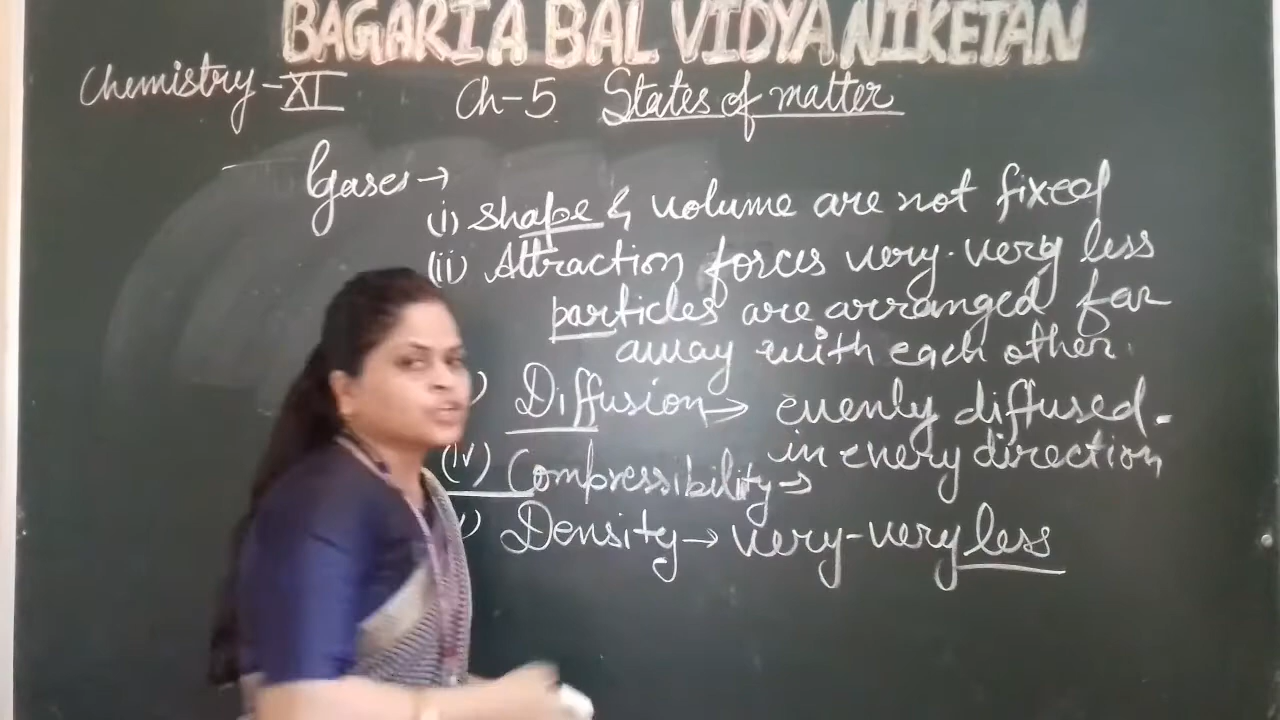 BAGARIA BAL VIDYA NIKETAN
Chemistry-XI Ch-5 States of matter
Gases→
(i) shape & volume are not fixed
(ii) Attraction forces very-very less
particles are arranged far
away with each other.
) Diffusion→ evenly diffused.
in every direction
(iv) Compressibility→
) Density→ very-very less